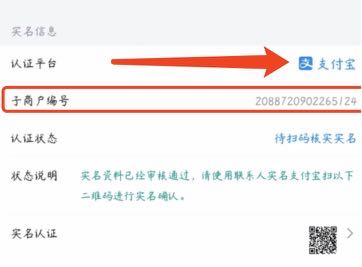 实名信息
认证平台 支付宝
子商户编号 2088720902265/24
认证状态 待扫码核买实名
状态说明 实名资料已经审核通过，请使用联系人实名支付宝扫以下
二维码进行实名确认。
实名认证